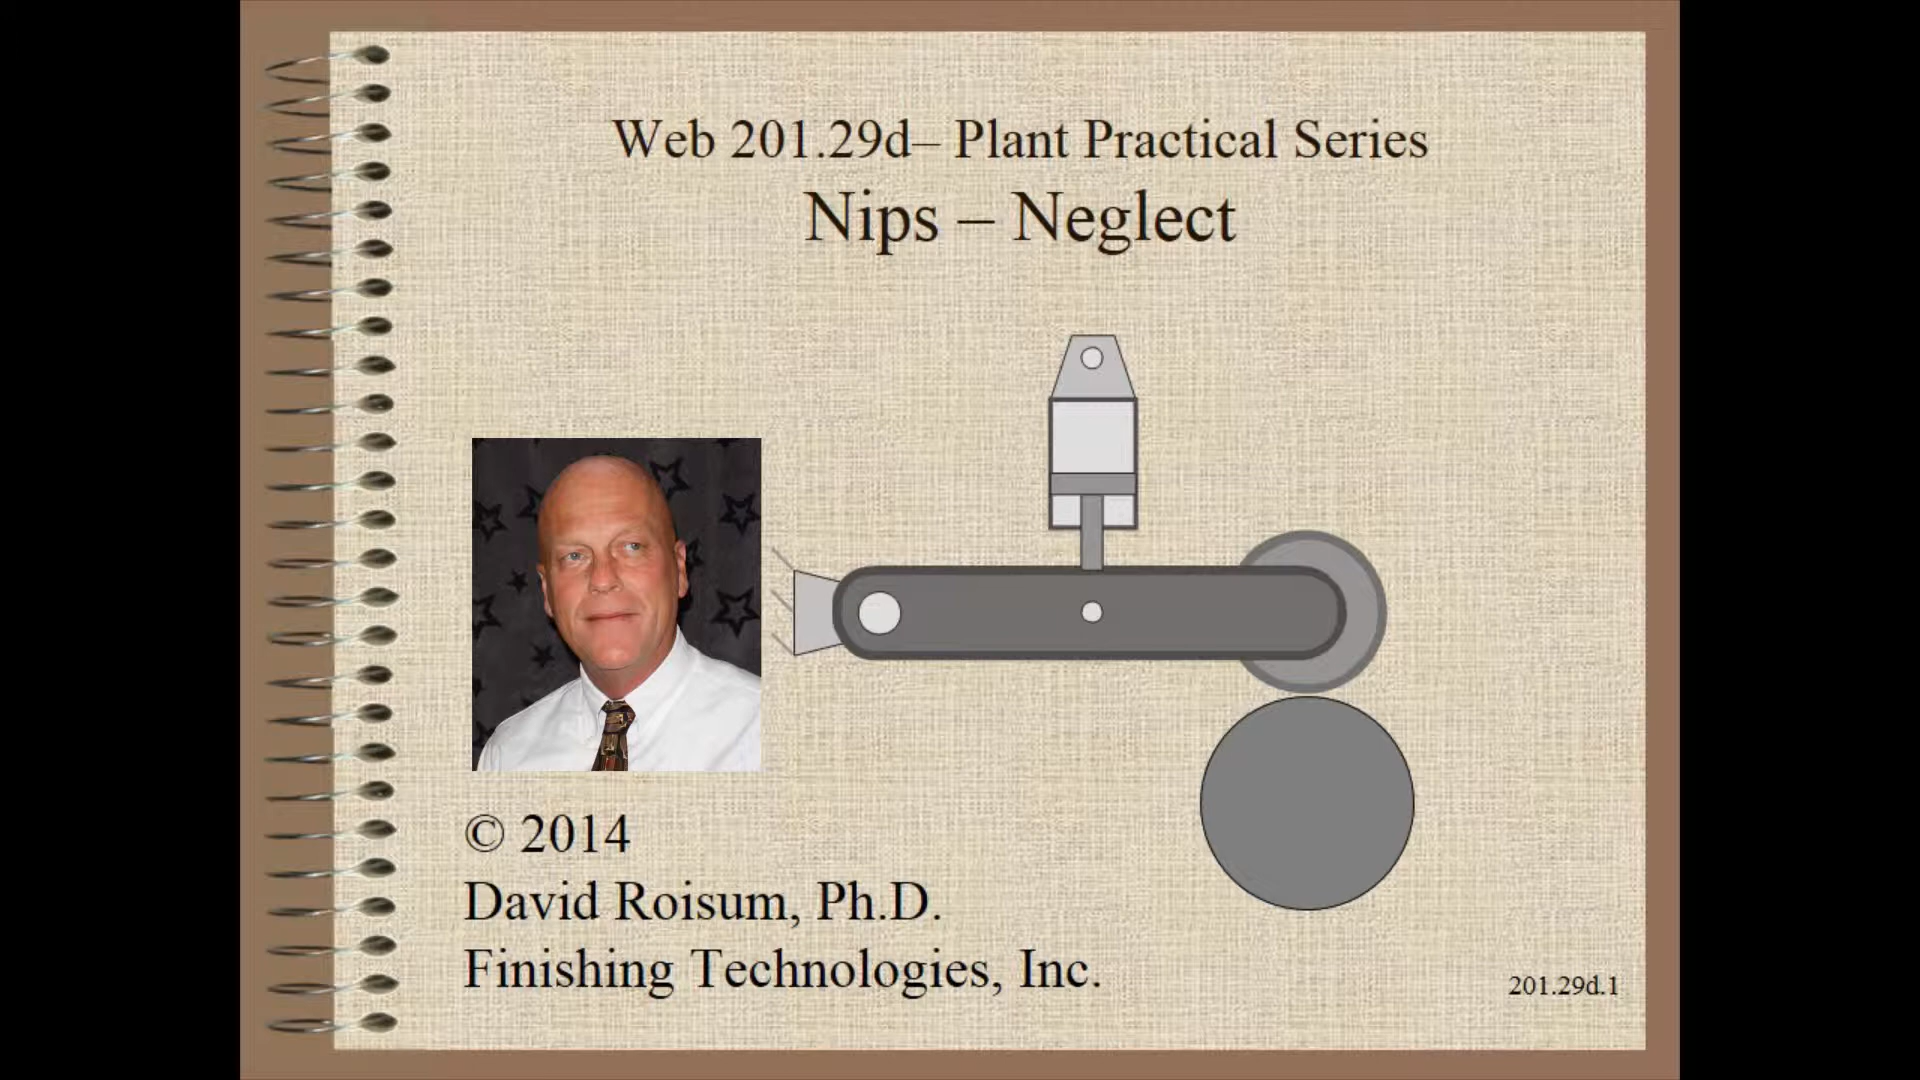 Web 201.29d– Plant Practical Series
Nips – Neglect
© 2014
David Roisum, Ph.D.
Finishing Technologies, Inc.
201.29d.1